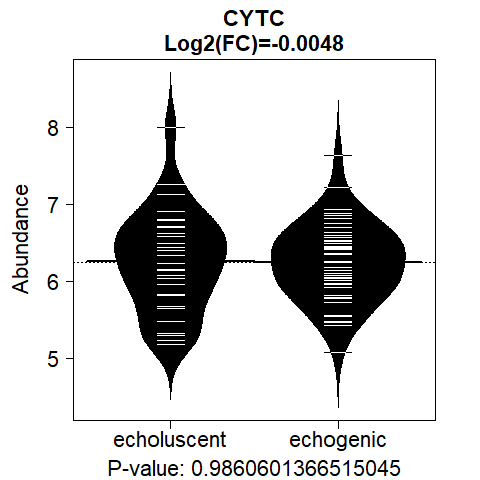 CYTC
Log2(FC)=-0.0048
Abundance
8
7
6
5
echoluscent echogenic
P-value: 0.9860601366515045